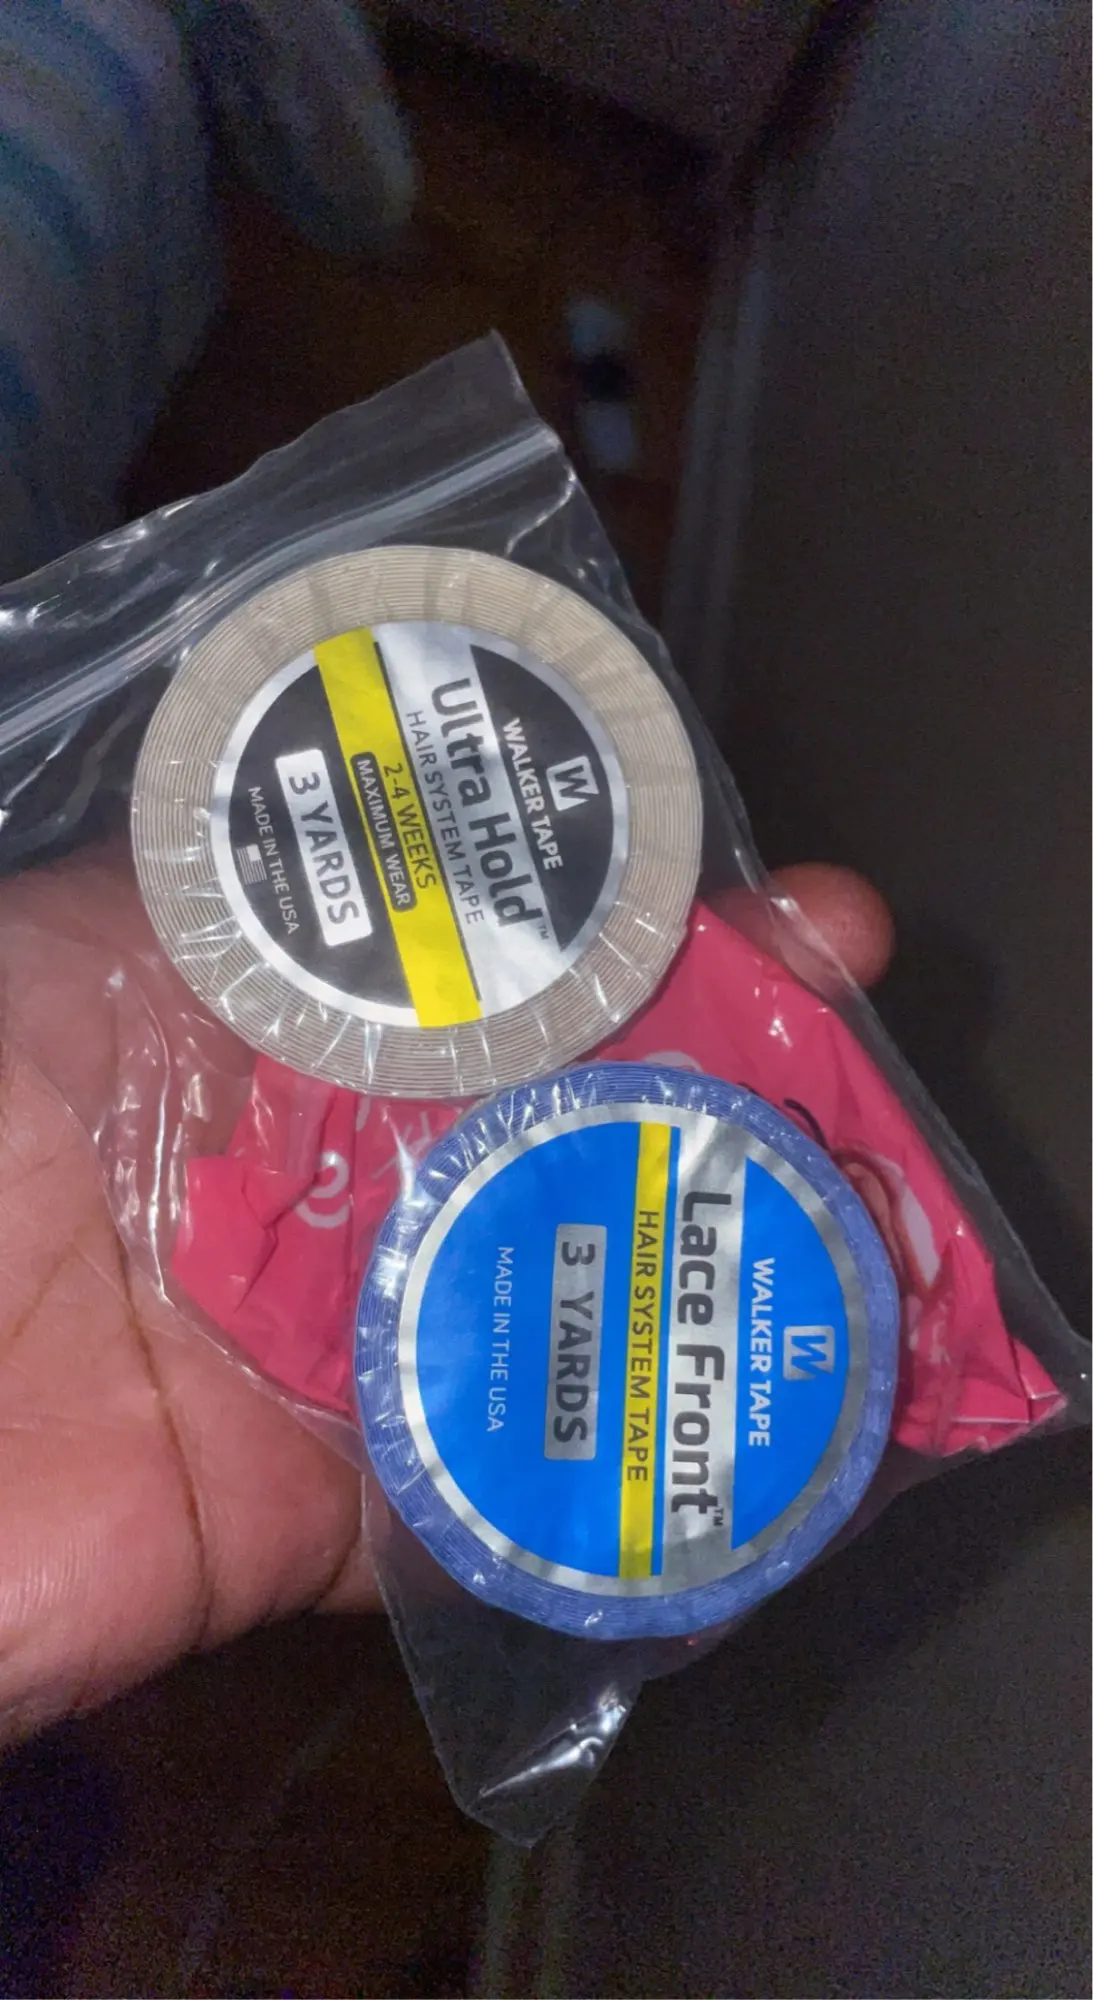 W
WALKER TAPE
Ultra Hold™
HAIR SYSTEM TAPE
2-4 WEEKS
MAXIMUM WEAR
3 YARDS
MADE IN THE USA
W
WALKER TAPE
Lace Front™
HAIR SYSTEM TAPE
3 YARDS
MADE IN THE USA